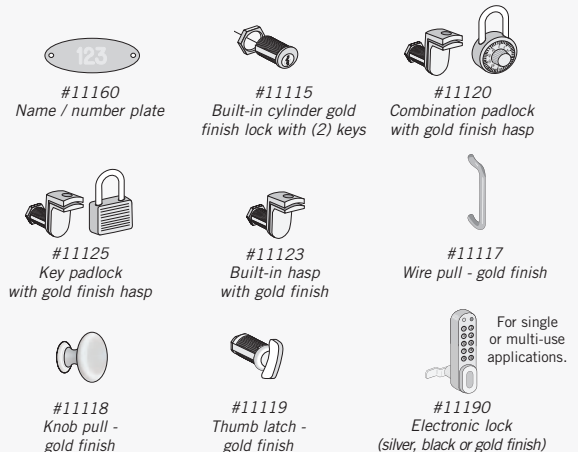 123
#11160
Name / number plate
#11115
Built-in cylinder gold
finish lock with (2) keys
#11120
Combination padlock
with gold finish hasp
#11125
Key padlock
with gold finish hasp
#11123
Built-in hasp
with gold finish
#11117
Wire pull - gold finish
#11118
Knob pull -
gold finish
#11119
Thumb latch -
gold finish
For single
or multi-use
applications.
#11190
Electronic lock
(silver, black or gold finish)